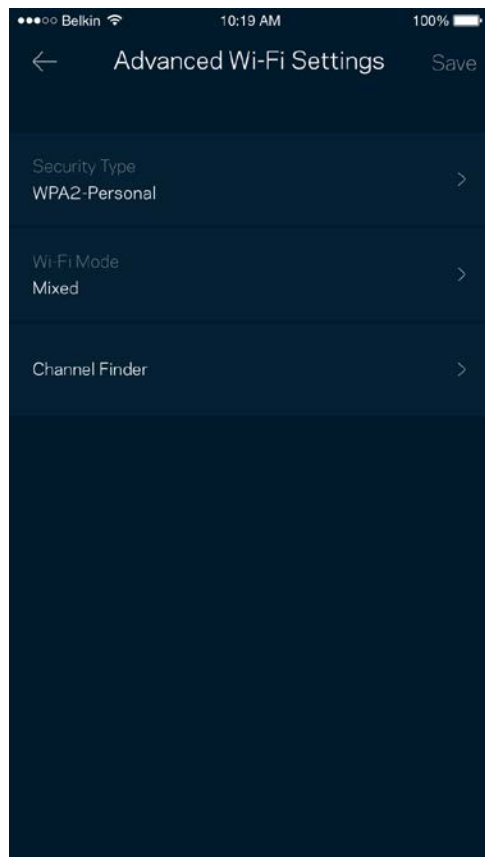 Belkin 10:19 AM 100%
Advanced Wi-Fi Settings Save
Security Type
WPA2-Personal
Wi-Fi Mode
Mixed
Channel Finder